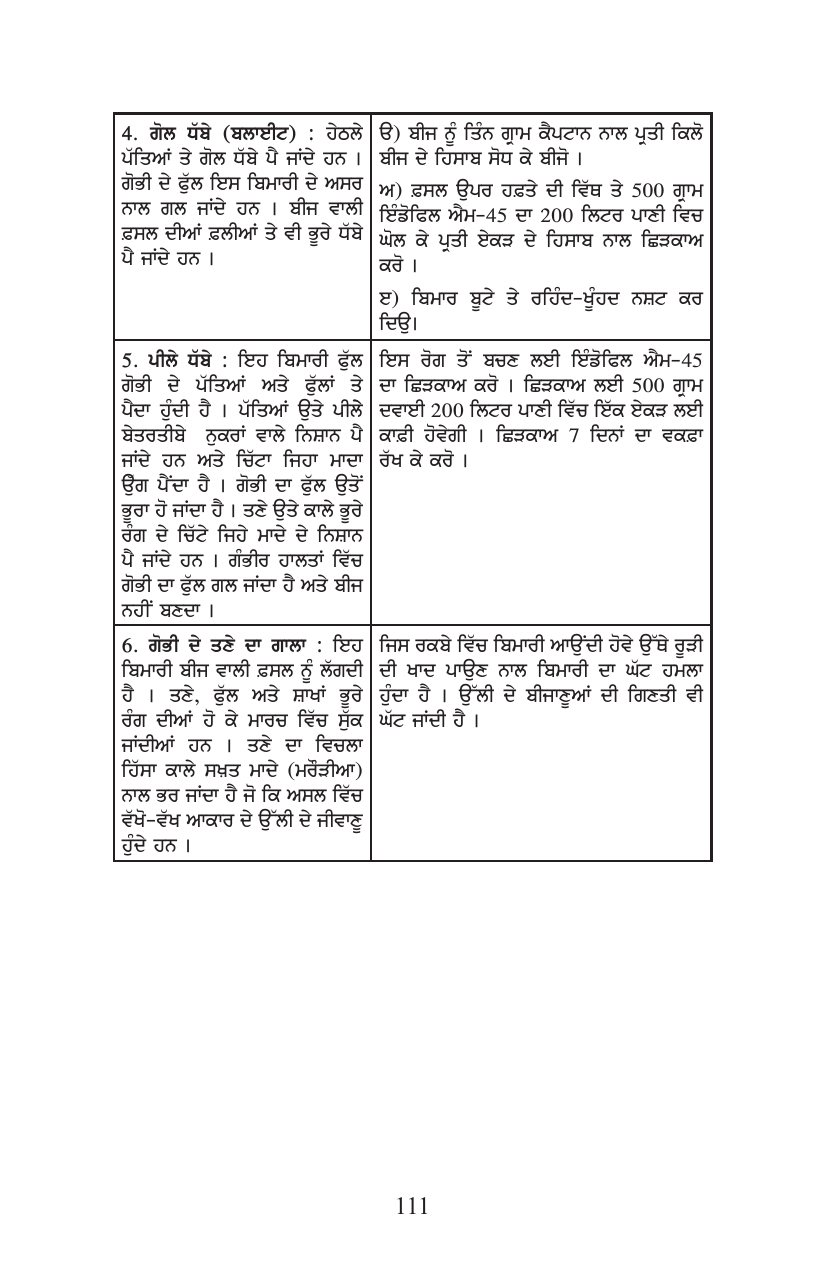 4. ਗੋਲ ਧੱਬੇ (ਬਲਾਈਟ) : ਹੇਠਲੇ
ਪੱਤਿਆਂ ਤੇ ਗੋਲ ਧੱਬੇ ਪੈ ਜਾਂਦੇ ਹਨ ।
ਗੋਭੀ ਦੇ ਫੁੱਲ ਇਸ ਬਿਮਾਰੀ ਦੇ ਅਸਰ
ਨਾਲ ਗਲ ਜਾਂਦੇ ਹਨ । ਬੀਜ ਵਾਲੀ
ਫ਼ਸਲ ਦੀਆਂ ਫ਼ਲੀਆਂ ਤੇ ਵੀ ਭੂਰੇ ਧੱਬੇ
ਪੈ ਜਾਂਦੇ ਹਨ ।
ੳ) ਬੀਜ ਨੂੰ ਤਿੰਨ ਗ੍ਰਾਮ ਕੈਪਟਾਨ ਨਾਲ ਪ੍ਰਤੀ ਕਿਲੋ
ਬੀਜ ਦੇ ਹਿਸਾਬ ਸੋਧ ਕੇ ਬੀਜੋ ।
ਅ) ਫ਼ਸਲ ਉਪਰ ਹਫ਼ਤੇ ਦੀ ਵਿੱਥ ਤੇ 500 ਗ੍ਰਾਮ
ਇੰਡੋਫਿਲ ਐਮ-45 ਦਾ 200 ਲਿਟਰ ਪਾਣੀ ਵਿਚ
ਘੋਲ ਕੇ ਪ੍ਰਤੀ ਏਕੜ ਦੇ ਹਿਸਾਬ ਨਾਲ ਛਿੜਕਾਅ
ਕਰੋ ।
ੲ) ਬਿਮਾਰ ਬੂਟੇ ਤੇ ਰਹਿੰਦ-ਖੂੰਹਦ ਨਸ਼ਟ ਕਰ
ਦਿਉ।
5. ਪੀਲੇ ਧੱਬੇ : ਇਹ ਬਿਮਾਰੀ ਫੁੱਲ
ਗੋਭੀ ਦੇ ਪੱਤਿਆਂ ਅਤੇ ਫੁੱਲਾਂ ਤੇ
ਪੈਦਾ ਹੁੰਦੀ ਹੈ । ਪੱਤਿਆਂ ਉਤੇ ਪੀਲੇ
ਬੇਤਰਤੀਬੇ ਨੁਕਰਾਂ ਵਾਲੇ ਨਿਸ਼ਾਨ ਪੈ
ਜਾਂਦੇ ਹਨ ਅਤੇ ਚਿੱਟਾ ਜਿਹਾ ਮਾਦਾ
ਉੱਗ ਪੈਂਦਾ ਹੈ । ਗੋਭੀ ਦਾ ਫੁੱਲ ਉਤੋਂ
ਭੂਰਾ ਹੋ ਜਾਂਦਾ ਹੈ । ਤਣੇ ਉਤੇ ਕਾਲੇ ਭੂਰੇ
ਰੰਗ ਦੇ ਚਿੱਟੇ ਜਿਹੇ ਮਾਦੇ ਦੇ ਨਿਸ਼ਾਨ
ਪੈ ਜਾਂਦੇ ਹਨ । ਗੰਭੀਰ ਹਾਲਤਾਂ ਵਿੱਚ
ਗੋਭੀ ਦਾ ਫੁੱਲ ਗਲ ਜਾਂਦਾ ਹੈ ਅਤੇ ਬੀਜ
ਨਹੀਂ ਬਣਦਾ ।
ਇਸ ਰੋਗ ਤੋਂ ਬਚਣ ਲਈ ਇੰਡੋਫਿਲ ਐਮ-45
ਦਾ ਛਿੜਕਾਅ ਕਰੋ । ਛਿੜਕਾਅ ਲਈ 500 ਗ੍ਰਾਮ
ਦਵਾਈ 200 ਲਿਟਰ ਪਾਣੀ ਵਿੱਚ ਇੱਕ ਏਕੜ ਲਈ
ਕਾਫ਼ੀ ਹੋਵੇਗੀ । ਛਿੜਕਾਅ 7 ਦਿਨਾਂ ਦਾ ਵਕਫ਼ਾ
ਰੱਖ ਕੇ ਕਰੋ ।
6. ਗੋਭੀ ਦੇ ਤਣੇ ਦਾ ਗਾਲਾ : ਇਹ
ਬਿਮਾਰੀ ਬੀਜ ਵਾਲੀ ਫ਼ਸਲ ਨੂੰ ਲੱਗਦੀ
ਹੈ । ਤਣੇ, ਫੁੱਲ ਅਤੇ ਸ਼ਾਖਾਂ ਭੂਰੇ
ਰੰਗ ਦੀਆਂ ਹੋ ਕੇ ਮਾਰਚ ਵਿੱਚ ਸੁੱਕ
ਜਾਂਦੀਆਂ ਹਨ । ਤਣੇ ਦਾ ਵਿਚਲਾ
ਹਿੱਸਾ ਕਾਲੇ ਸਖ਼ਤ ਮਾਦੇ (ਮਰੌੜੀਆ)
ਨਾਲ ਭਰ ਜਾਂਦਾ ਹੈ ਜੋ ਕਿ ਅਸਲ ਵਿੱਚ
ਵੱਖੋ-ਵੱਖ ਆਕਾਰ ਦੇ ਉੱਲੀ ਦੇ ਜੀਵਾਣੂ
ਹੁੰਦੇ ਹਨ ।
ਜਿਸ ਰਕਬੇ ਵਿੱਚ ਬਿਮਾਰੀ ਆਉਂਦੀ ਹੋਵੇ ਉੱਥੇ ਰੂੜੀ
ਦੀ ਖਾਦ ਪਾਉਣ ਨਾਲ ਬਿਮਾਰੀ ਦਾ ਘੱਟ ਹਮਲਾ
ਹੁੰਦਾ ਹੈ । ਉੱਲੀ ਦੇ ਬੀਜਾਣੂਆਂ ਦੀ ਗਿਣਤੀ ਵੀ
ਘੱਟ ਜਾਂਦੀ ਹੈ ।
111